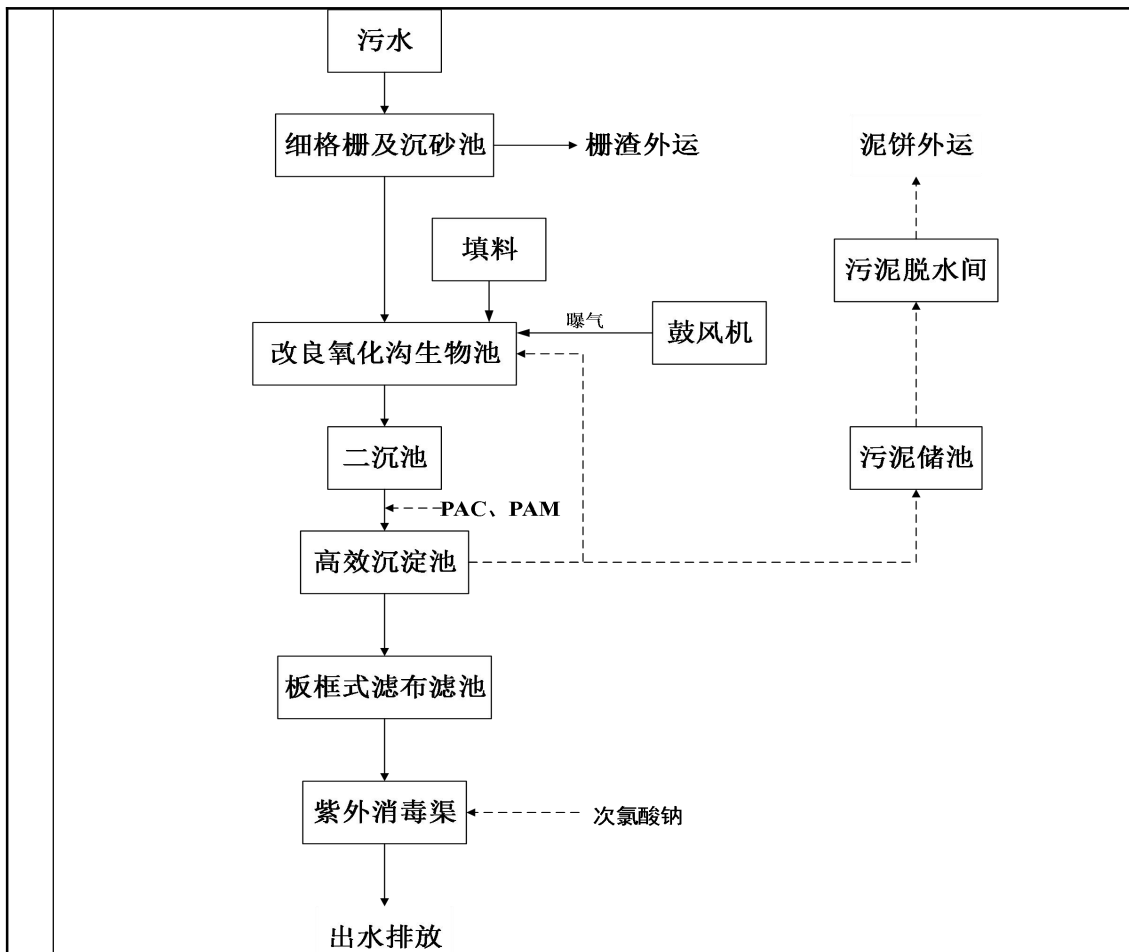 污水
细格栅及沉砂池
栅渣外运
泥饼外运
填料
污泥脱水间
曝气
鼓风机
改良氧化沟生物池
二沉池
污泥储池
PAC、PAM
高效沉淀池
板框式滤布滤池
紫外消毒渠
次氯酸钠
出水排放